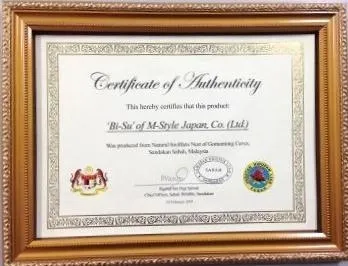 Certificate of Authenticity
This hereby certifies that this product:
'Bi-Su' of M-Style Japan, Co. (Ltd.)
Was produced from Natural Swiftlets Nest of Gomantong Caves,
Sandakan Sabah, Malaysia
SABAH
Chief Officer, Sabah Wildlife, Sandakan